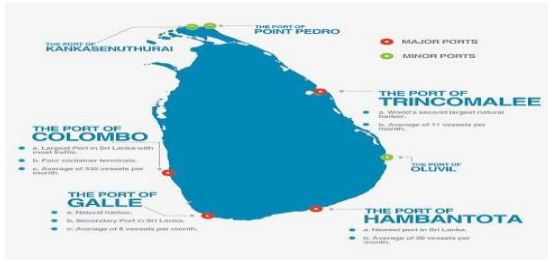 THE PORT OF
KANKASENUTHURAI
THE PORT OF
POINT PEDRO
MAJOR PORTS
MINOR PORTS
THE PORT OF
TRINCOMALEE
a. World's second largest natural
harbor.
b. Average of 11 vessels per
month.
THE PORT OF
COLOMBO
a. Largest Port in Sri Lanka with
most
b. Four container terminals.
c. Average of 335 vessels per
month.
THE PORT OF
OLUVIL
THE PORT OF
GALLE
a. Natural harbor.
b. Secondary Port in Sri Lanka.
c. Average of 6 vessels per month.
THE PORT OF
HAMBANTOTA
a. Newest port in Sri Lanka.
b. Average of 29 vessels per
month.